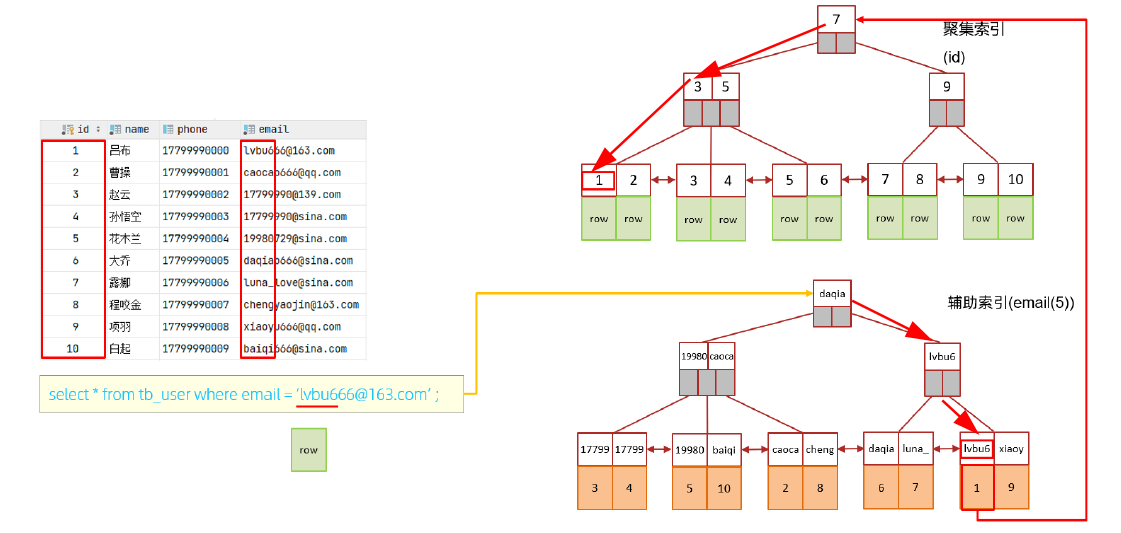 id name phone email
1 吕布 17799990000 lvbu666@163.com
2 曹操 17799990001 caocao666@qq.com
3 赵云 17799990002 17799990@139.com
4 孙悟空 17799990003 17799990@sina.com
5 花木兰 17799990004 19980729@sina.com
6 大乔 17799990005 daqiao666@sina.com
7 露娜 17799990006 luna_love@sina.com
8 程咬金 17799990007 chengyaojin@163.com
9 项羽 17799990008 xiaoyu666@qq.com
10 白起 17799990009 baiqi666@sina.com
select * from tb_user where email = 'lvbu666@163.com' ;
row
7
聚集索引
(id)
3 5
9
1 2 3 4 5 6 7 8 9 10
row row row row row row row row row row
daqia
辅助索引(email(5))
19980 caoca
lvbu6
17799 17799 19980 baiqi caoca cheng daqia luna_ lvbu6 xiaoy
3 4 5 10 2 8 6 7 1 9